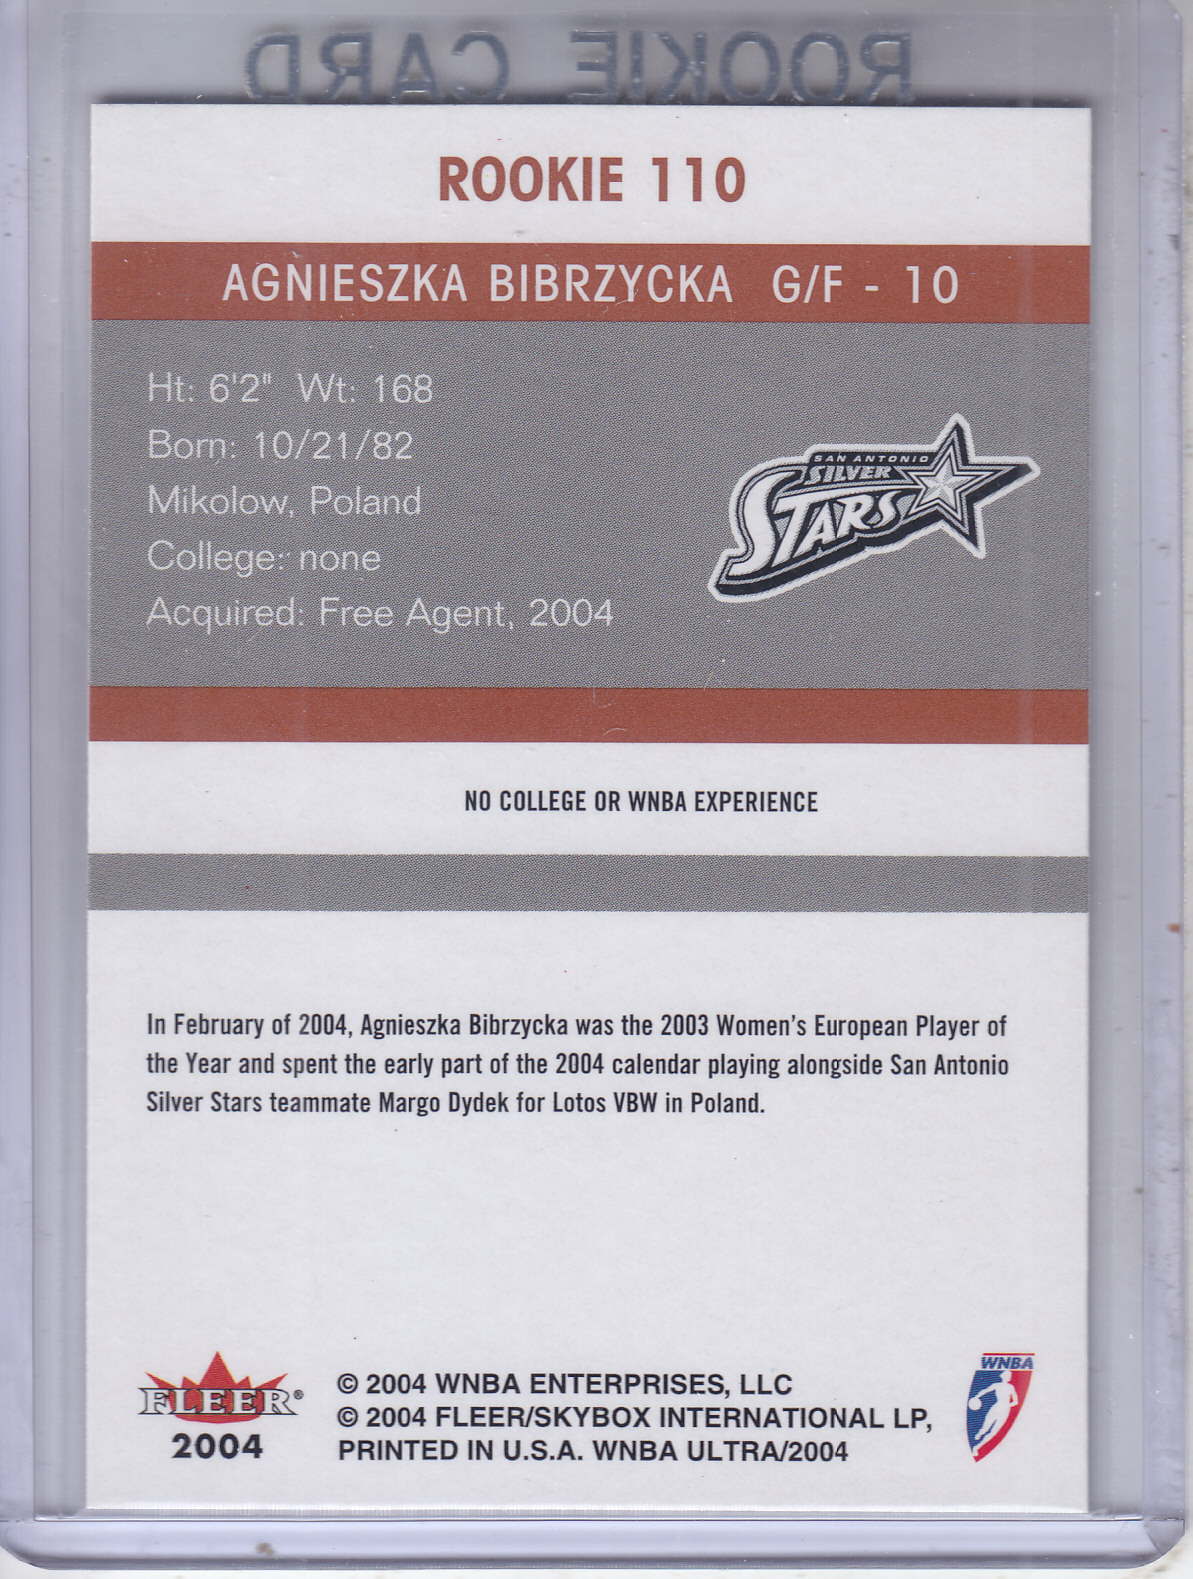 ROOKIE CARD
ROOKIE 110
AGNIESZKA BIBRZYCKA G/F - 10
Ht: 6'2" Wt: 168
Born: 10/21/82
Mikolow, Poland
College: none
Acquired: Free Agent, 2004
SAN ANTONIO
SILVER
STARS
NO COLLEGE OR WNBA EXPERIENCE
In February of 2004, Agnieszka Bibrzycka was the 2003 Women's European Player of
the Year and spent the early part of the 2004 calendar playing alongside San Antonio
Silver Stars teammate Margo Dydek for Lotos VBW in Poland.
FLEER®
2004
© 2004 WNBA ENTERPRISES, LLC
© 2004 FLEER/SKYBOX INTERNATIONAL LP,
PRINTED IN U.S.A. WNBA ULTRA/2004
WNBA